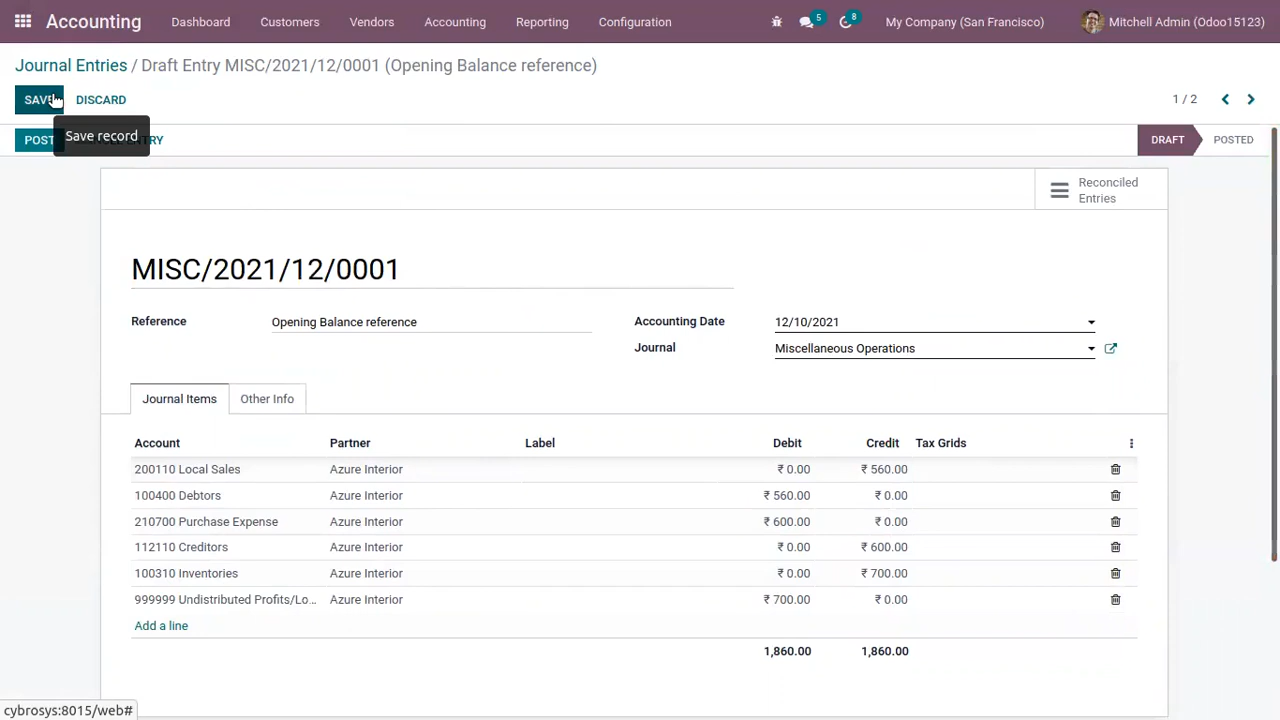 Accounting Dashboard Customers Vendors Accounting Reporting Configuration 5 8 My Company (San Francisco) Mitchell Admin (Odoo15123)
Journal Entries / Draft Entry MISC/2021/12/0001 (Opening Balance reference)
SAVE DISCARD 1 / 2
Save record
POST ENTRY DRAFT POSTED
Reconciled
Entries
MISC/2021/12/0001
Reference Opening Balance reference Accounting Date 12/10/2021
Journal Miscellaneous Operations
Journal Items Other Info
Account Partner Label Debit Credit Tax Grids
200110 Local Sales Azure Interior ₹ 0.00 ₹ 560.00
100400 Debtors Azure Interior ₹ 560.00 ₹ 0.00
210700 Purchase Expense Azure Interior ₹ 600.00 ₹ 0.00
112110 Creditors Azure Interior ₹ 0.00 ₹ 600.00
100310 Inventories Azure Interior ₹ 0.00 ₹ 700.00
999999 Undistributed Profits/Lo... Azure Interior ₹ 700.00 ₹ 0.00
Add a line
1,860.00 1,860.00
cybrosys:8015/web#